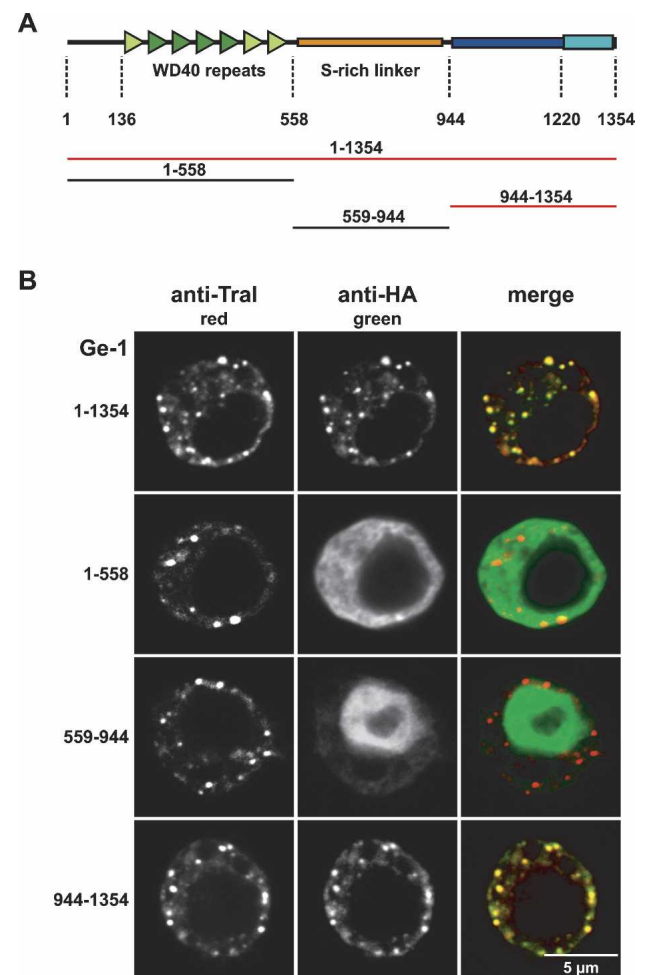 A
WD40 repeats S-rich linker
1 136 558 944 1220 1354
1-1354
1-558
944-1354
559-944
B
anti-Tral anti-HA merge
red green
Ge-1
1-1354
1-558
559-944
944-1354
5 µm